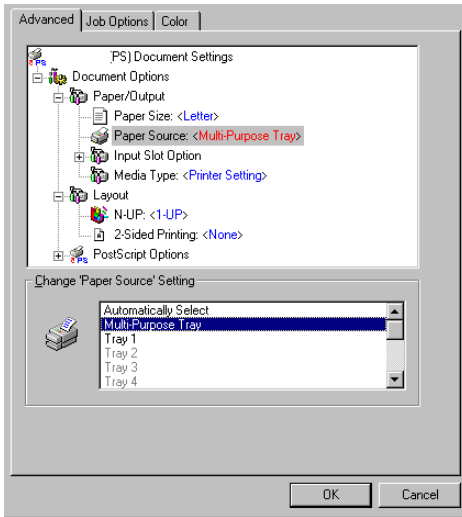 Advanced Job Options Color
PS) Document Settings
Document Options
Paper/Output
Paper Size: <Letter>
Paper Source: <Multi-Purpose Tray>
Input Slot Option
Media Type: <Printer Setting>
Layout
N-UP: <1-UP>
2-Sided Printing: <None>
PostScript Options
Change 'Paper Source' Setting
Automatically Select
Multi-Purpose Tray
Tray 1
Tray 2
Tray 3
Tray 4
OK Cancel